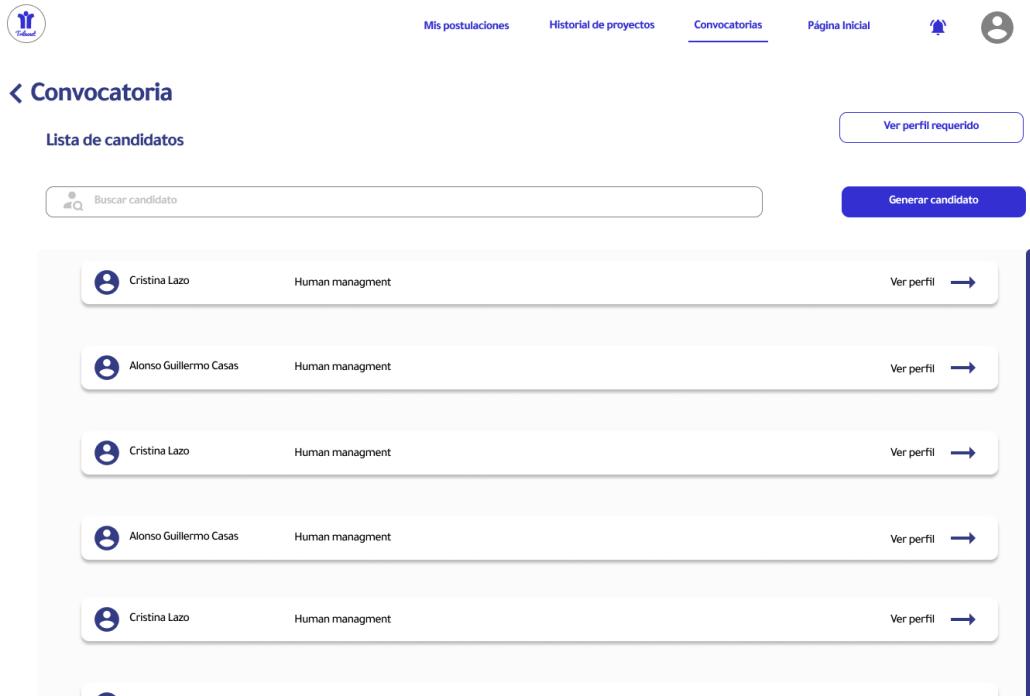 Mis postulaciones
Historial de proyectos
Convocatorias
Página Inicial
Convocatoria
Lista de candidatos
Ver perfil requerido
Buscar candidato
Generar candidato
Cristina Lazo Human managment Ver perfil
Alonso Guillermo Casas Human managment Ver perfil
Cristina Lazo Human managment Ver perfil
Alonso Guillermo Casas Human managment Ver perfil
Cristina Lazo Human managment Ver perfil